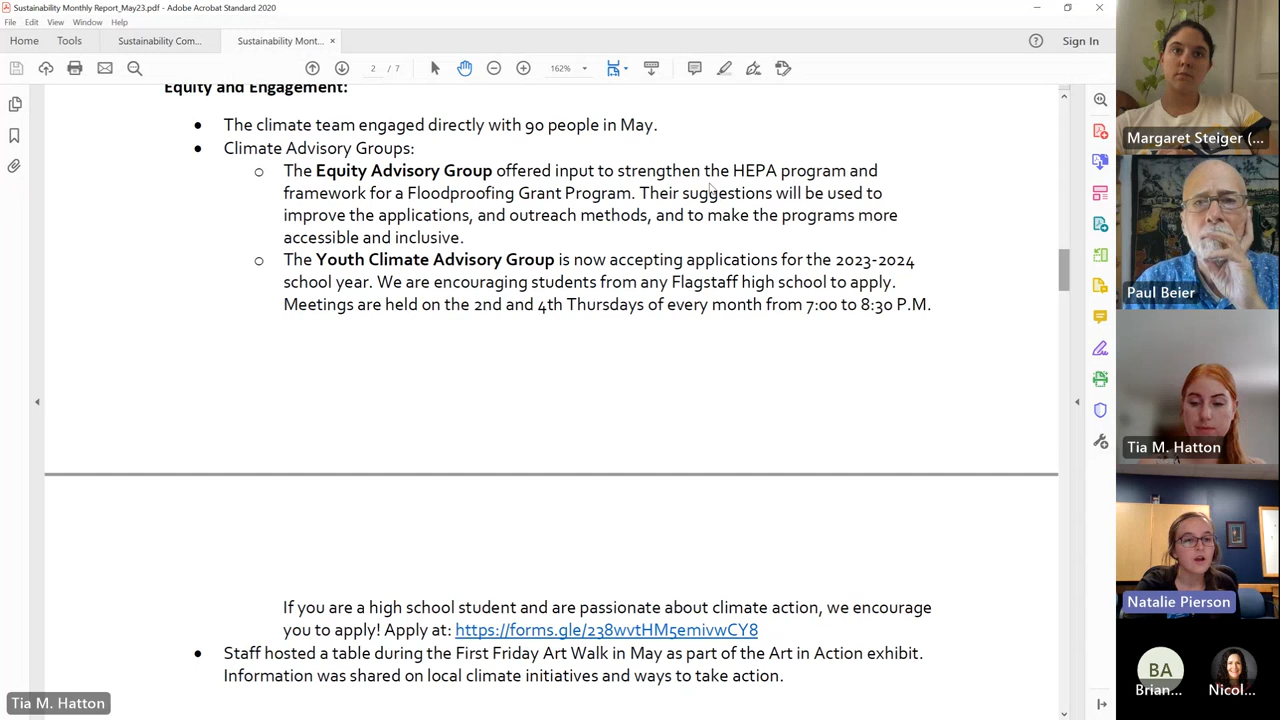 Sustainability Monthly Report_May23.pdf - Adobe Acrobat Standard 2020
File Edit View Window Help
Home Tools Sustainability Com... Sustainability Mont... × Sign In
2 / 7 162%
Equity and Engagement:
• The climate team engaged directly with 90 people in May.
• Climate Advisory Groups:
o The Equity Advisory Group offered input to strengthen the HEPA program and
framework for a Floodproofing Grant Program. Their suggestions will be used to
improve the applications, and outreach methods, and to make the programs more
accessible and inclusive.
o The Youth Climate Advisory Group is now accepting applications for the 2023-2024
school year. We are encouraging students from any Flagstaff high school to apply.
Meetings are held on the 2nd and 4th Thursdays of every month from 7:00 to 8:30 P.M.
If you are a high school student and are passionate about climate action, we encourage
you to apply! Apply at: https://forms.gle/238wvtHM5emivwCY8
• Staff hosted a table during the First Friday Art Walk in May as part of the Art in Action exhibit.
Information was shared on local climate initiatives and ways to take action.
Tia M. Hatton
Margaret Steiger (...
Paul Beier
Tia M. Hatton
Natalie Pierson
BA
Brian...
Nicol...